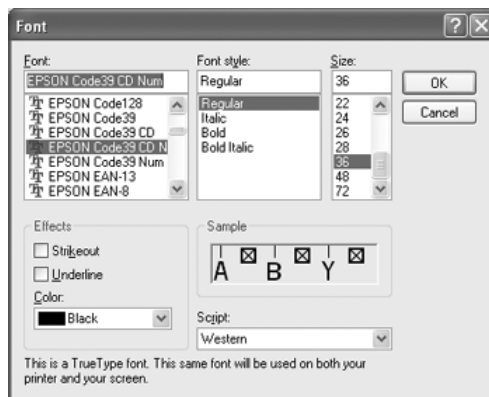 Font
Font:
EPSON Code39 CD Num
EPSON Code128
EPSON Code39
EPSON Code39 CD
EPSON Code39 CD N
EPSON Code39 Num
EPSON EAN-13
EPSON EAN-8
Font style:
Regular
Regular
Italic
Bold
Bold Italic
Size:
36
22
24
26
28
36
48
72
OK
Cancel
Effects
Strikeout
Underline
Color:
Black
Sample
A B Y
Script:
Western
This is a TrueType font. This same font will be used on both your
printer and your screen.